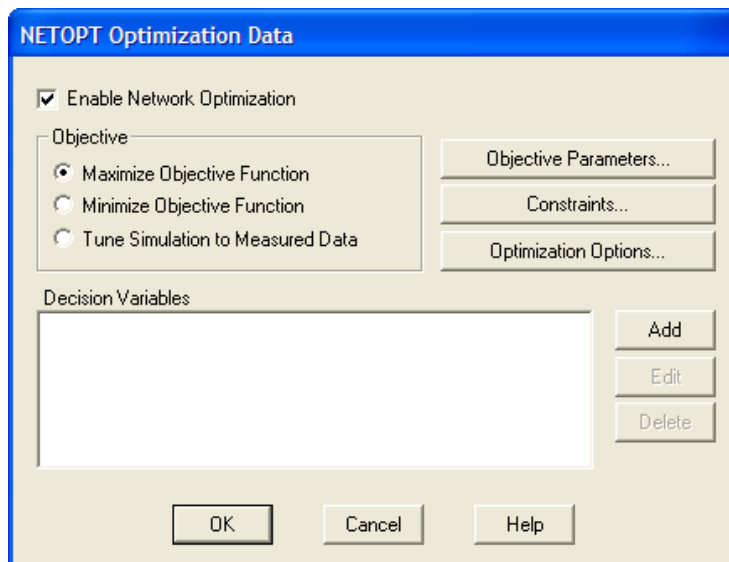 NETOPT Optimization Data
Enable Network Optimization
Objective
Maximize Objective Function
Minimize Objective Function
Tune Simulation to Measured Data
Objective Parameters...
Constraints...
Optimization Options...
Decision Variables
Add
Edit
Delete
OK
Cancel
Help